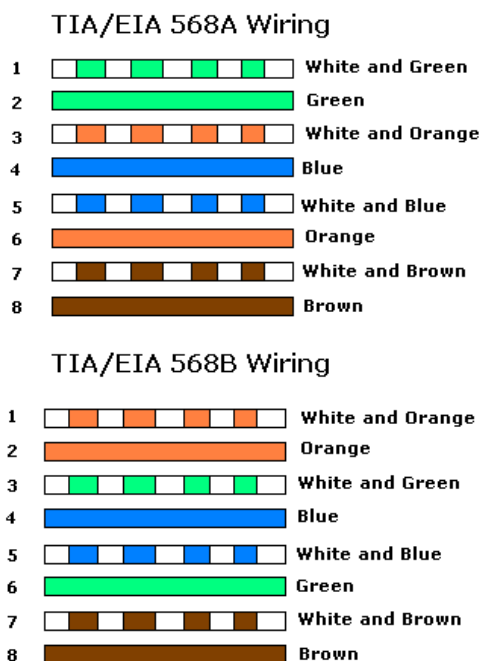 TIA/EIA 568A Wiring
1 White and Green
2 Green
3 White and Orange
4 Blue
5 White and Blue
6 Orange
7 White and Brown
8 Brown
TIA/EIA 568B Wiring
1 White and Orange
2 Orange
3 White and Green
4 Blue
5 White and Blue
6 Green
7 White and Brown
8 Brown